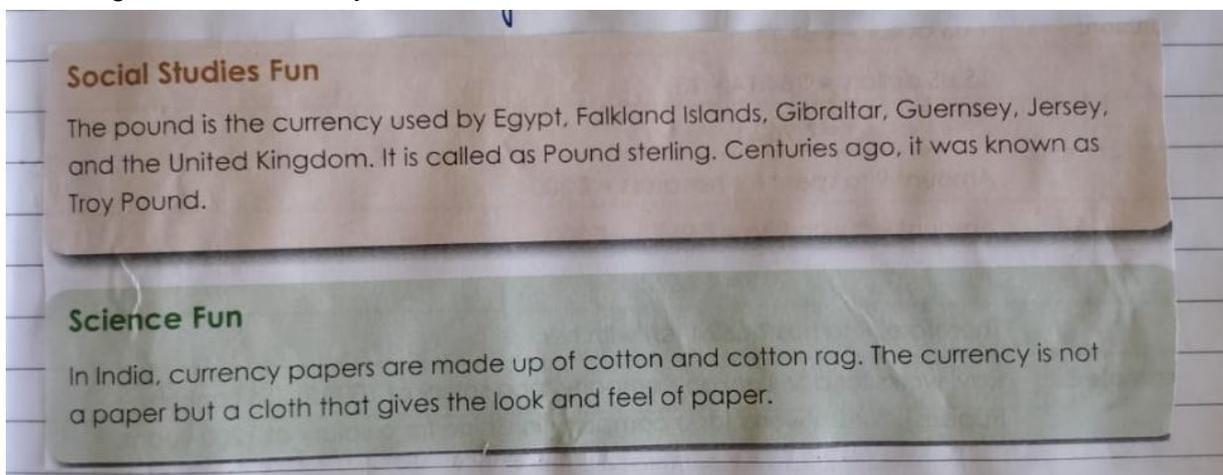 Social Studies Fun
The pound is the currency used by Egypt, Falkland Islands, Gibraltar, Guernsey, Jersey,
and the United Kingdom. It is called as Pound sterling. Centuries ago, it was known as
Troy Pound.
Science Fun
In India, currency papers are made up of cotton and cotton rag. The currency is not
a paper but a cloth that gives the look and feel of paper.